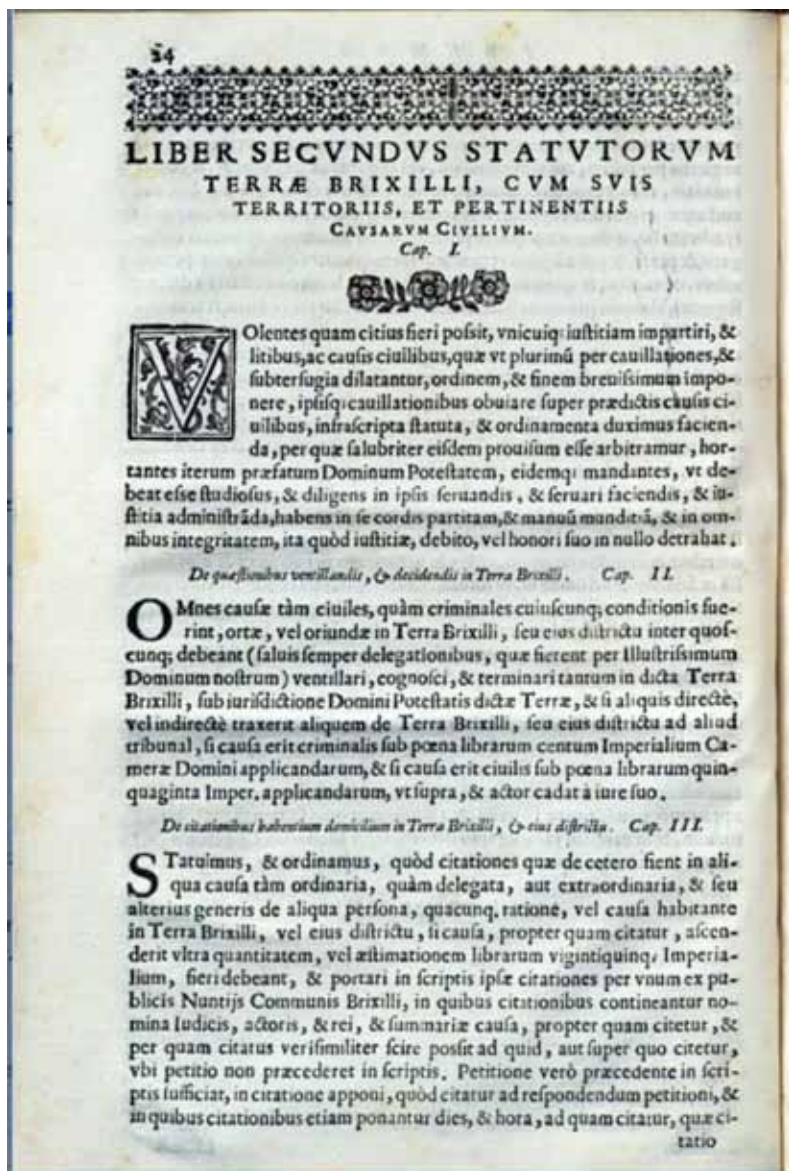 24
LIBER SECVNDVS STATVTORVM
TERRÆ BRIXILLI, CVM SVIS
TERRITORIIS, ET PERTINENTIIS
CAVSARVM CIVILIVM.
Cap. I.
VOlentes quam citius fieri poſsit, vnicuiq; iuſtitiam impartiri, &
litibus, ac cauſis ciuilibus, quæ vt plurimũ per cauillationes, &
ſubterfugia dilatantur, ordinem, & finem breuiſsimum impo-
nere, ipſiſq; cauillationibus obuiare ſuper prædictis cauſis ci-
uilibus, infraſcripta ſtatuta, & ordinamenta duximus facien-
da, per quæ ſalubriter eiſdem prouiſum eſſe arbitramur, hor-
tantes iterum præfatum Dominum Poteſtatem, eidemq; mandantes, vt de-
beat eſſe ſtudioſus, & diligens in ipſis ſeruandis, & ſeruari faciendis, & iu-
ſtitia adminiſtrãda, habens in ſe cordis partitam, & manuũ munditiã, & in om-
nibus integritatem, ita quòd iuſtitiæ, debito, vel honori ſuo in nullo detrahat.
De quæſtionibus ventillandis, & decidendis in Terra Brixilli. Cap. II.
OMnes cauſæ tàm ciuiles, quàm criminales cuiuſcunq; conditionis fue-
rint, ortæ, vel oriundæ in Terra Brixilli, ſeu eius diſtrictu inter quoſ-
cunq; debeant (ſaluis ſemper delegationibus, quæ fierent per Illuſtriſsimum
Dominum noſtrum) ventillari, cognoſci, & terminari tantum in dicta Terra
Brixilli, ſub iuriſdictione Domini Poteſtatis dictæ Terræ, & ſi aliquis directè,
vel indirectè traxerit aliquem de Terra Brixilli, ſeu eius diſtrictu ad aliud
tribunal, ſi cauſa erit criminalis ſub pœna librarum centum Imperialium Ca-
meræ Domini applicandarum, & ſi cauſa erit ciuilis ſub pœna librarum quin-
quaginta Imper. applicandarum, vt ſupra, & actor cadat à iure ſuo.
De citationibus habentium domicilium in Terra Brixilli, & eius diſtrictu. Cap. III.
STatuimus, & ordinamus, quòd citationes quæ de cetero fient in ali-
qua cauſa tàm ordinaria, quàm delegata, aut extraordinaria, & ſeu
alterius generis de aliqua perſona, quacunq. ratione, vel cauſa habitante
in Terra Brixilli, vel eius diſtrictu, ſi cauſa, propter quam citatur, aſcen-
derit vltra quantitatem, vel æſtimationem librarum vigintiquinq; Imperia-
lium, fieri debeant, & portari in ſcriptis ipſæ citationes per vnum ex pu-
blicis Nuntijs Communis Brixilli, in quibus citationibus contineantur no-
mina Iudicis, actoris, & rei, & ſummariæ cauſa, propter quam citetur, &
per quam citatus veriſimiliter ſcire poſsit ad quid, aut ſuper quo citetur,
vbi petitio non præcederet in ſcriptis. Petitione verò præcedente in ſcri-
ptis ſufficiat, in citatione apponi, quòd citatur ad reſpondendum petitioni, &
in quibus citationibus etiam ponantur dies, & hora, ad quam citatur, quæ ci-
tatio